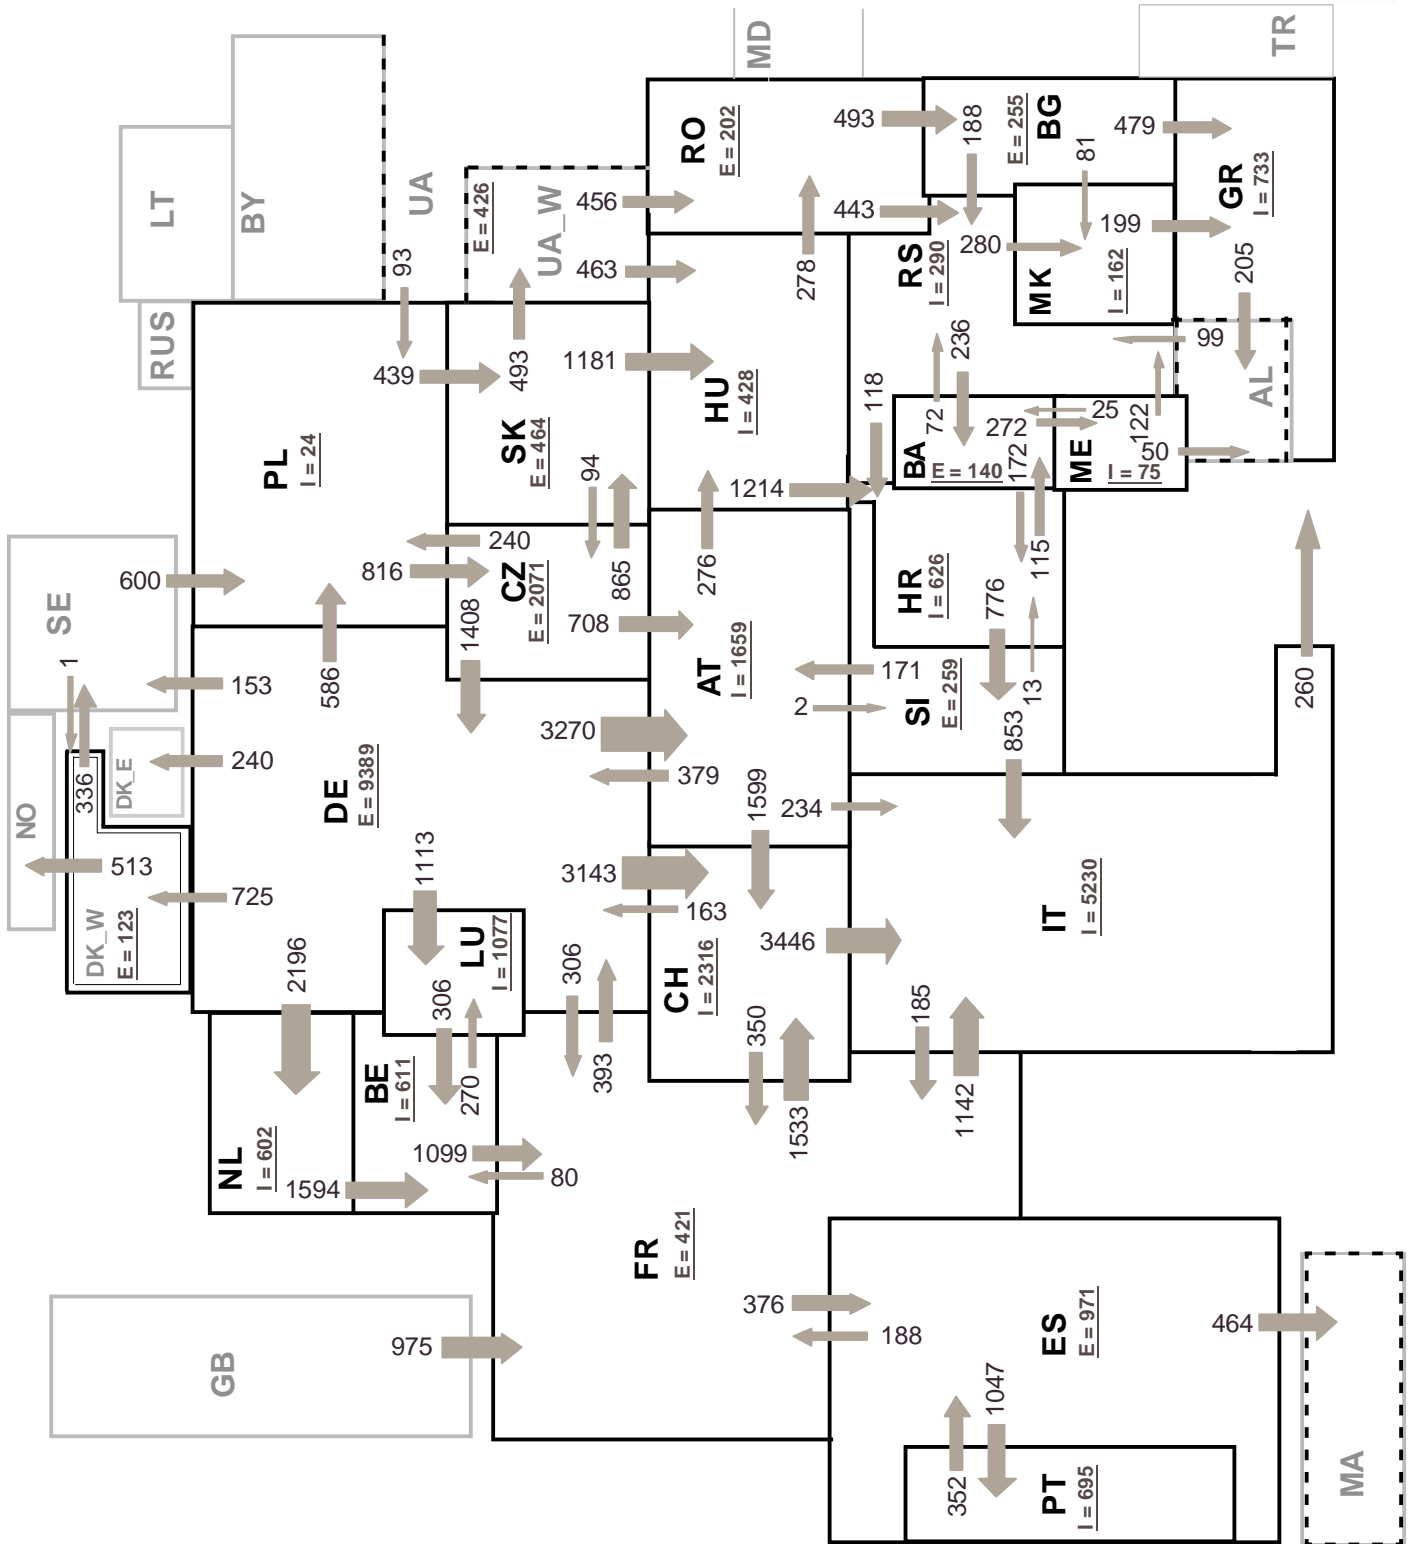 MD
TR
LT
BY
UA
RUS
93
E = 426
UA_W
456
463
493
RO
E = 202
493
443
278
188
E = 255
BG
81
479
GR
I = 733
199
205
280
MK
I = 162
RS
I = 290
99
AL
PL
I = 24
439
SK
E = 464
1181
HU
I = 428
118
72
236
BA
E = 140
272
25
172
122
ME
I = 75
50
94
865
276
1214
240
816
CZ
E = 2071
708
1408
HR
I = 626
776
115
13
SE
600
1
153
586
AT
I = 1659
171
2
SI
E = 259
853
260
NO
336
DK_E
240
DE
E = 9389
3270
379
1599
234
513
DK_W
E = 123
725
1113
3143
163
CH
I = 2316
3446
IT
I = 5230
2196
LU
I = 1077
306
306
393
350
1533
185
1142
NL
I = 602
BE
I = 611
270
1594
1099
80
FR
E = 421
GB
975
376
188
ES
E = 971
464
352
1047
PT
I = 695
MA